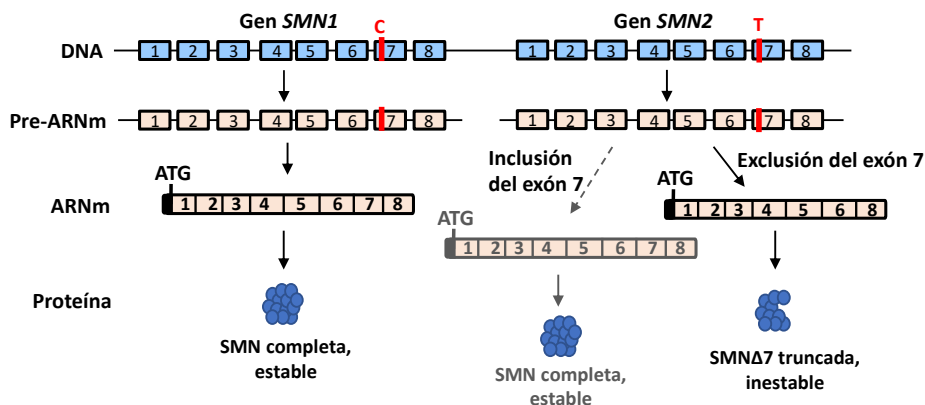 Gen SMN1 Gen SMN2
C T
DNA 1 2 3 4 5 6 7 8 1 2 3 4 5 6 7 8
Pre-ARNm 1 2 3 4 5 6 7 8 1 2 3 4 5 6 7 8
Inclusión
del exón 7
Exclusión del exón 7
ATG ATG
ARNm 1 2 3 4 5 6 7 8 1 2 3 4 5 6 8
ATG
1 2 3 4 5 6 7 8
Proteína
SMN completa,
estable
SMN completa,
estable
SMNΔ7 truncada,
inestable